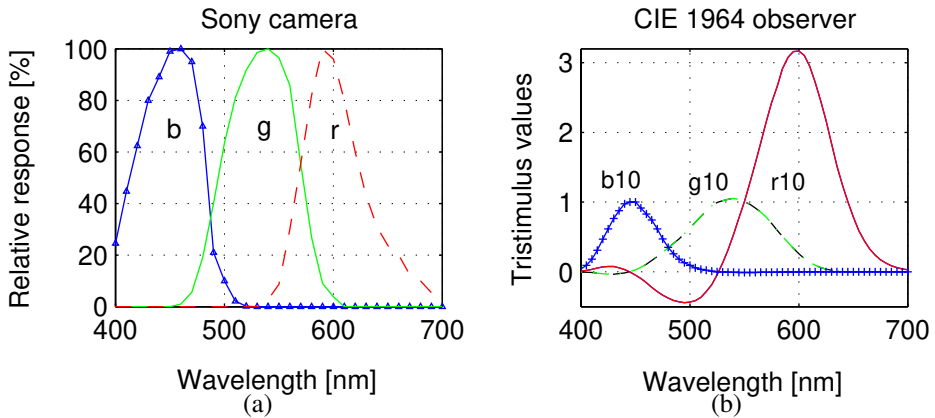 Sony camera
Relative response [%]
100
80
60
40
20
0
b
g
r
400
500
600
700
Wavelength [nm]
(a)
CIE 1964 observer
Tristimulus values
3
2
1
0
b10
g10
r10
400
500
600
700
Wavelength [nm]
(b)